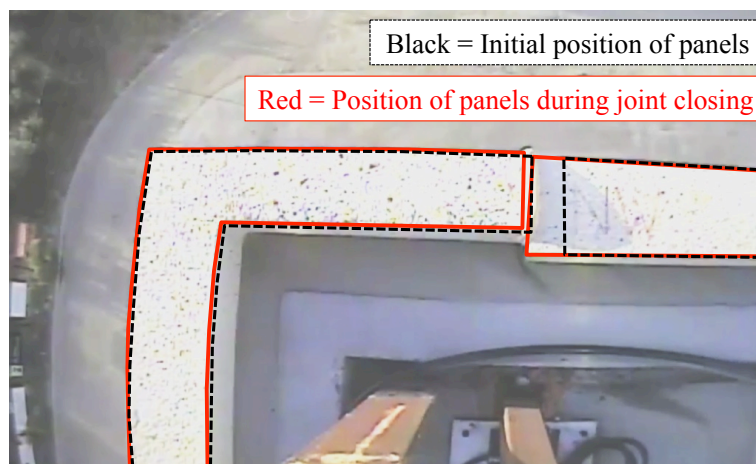 Black = Initial position of panels
Red = Position of panels during joint closing